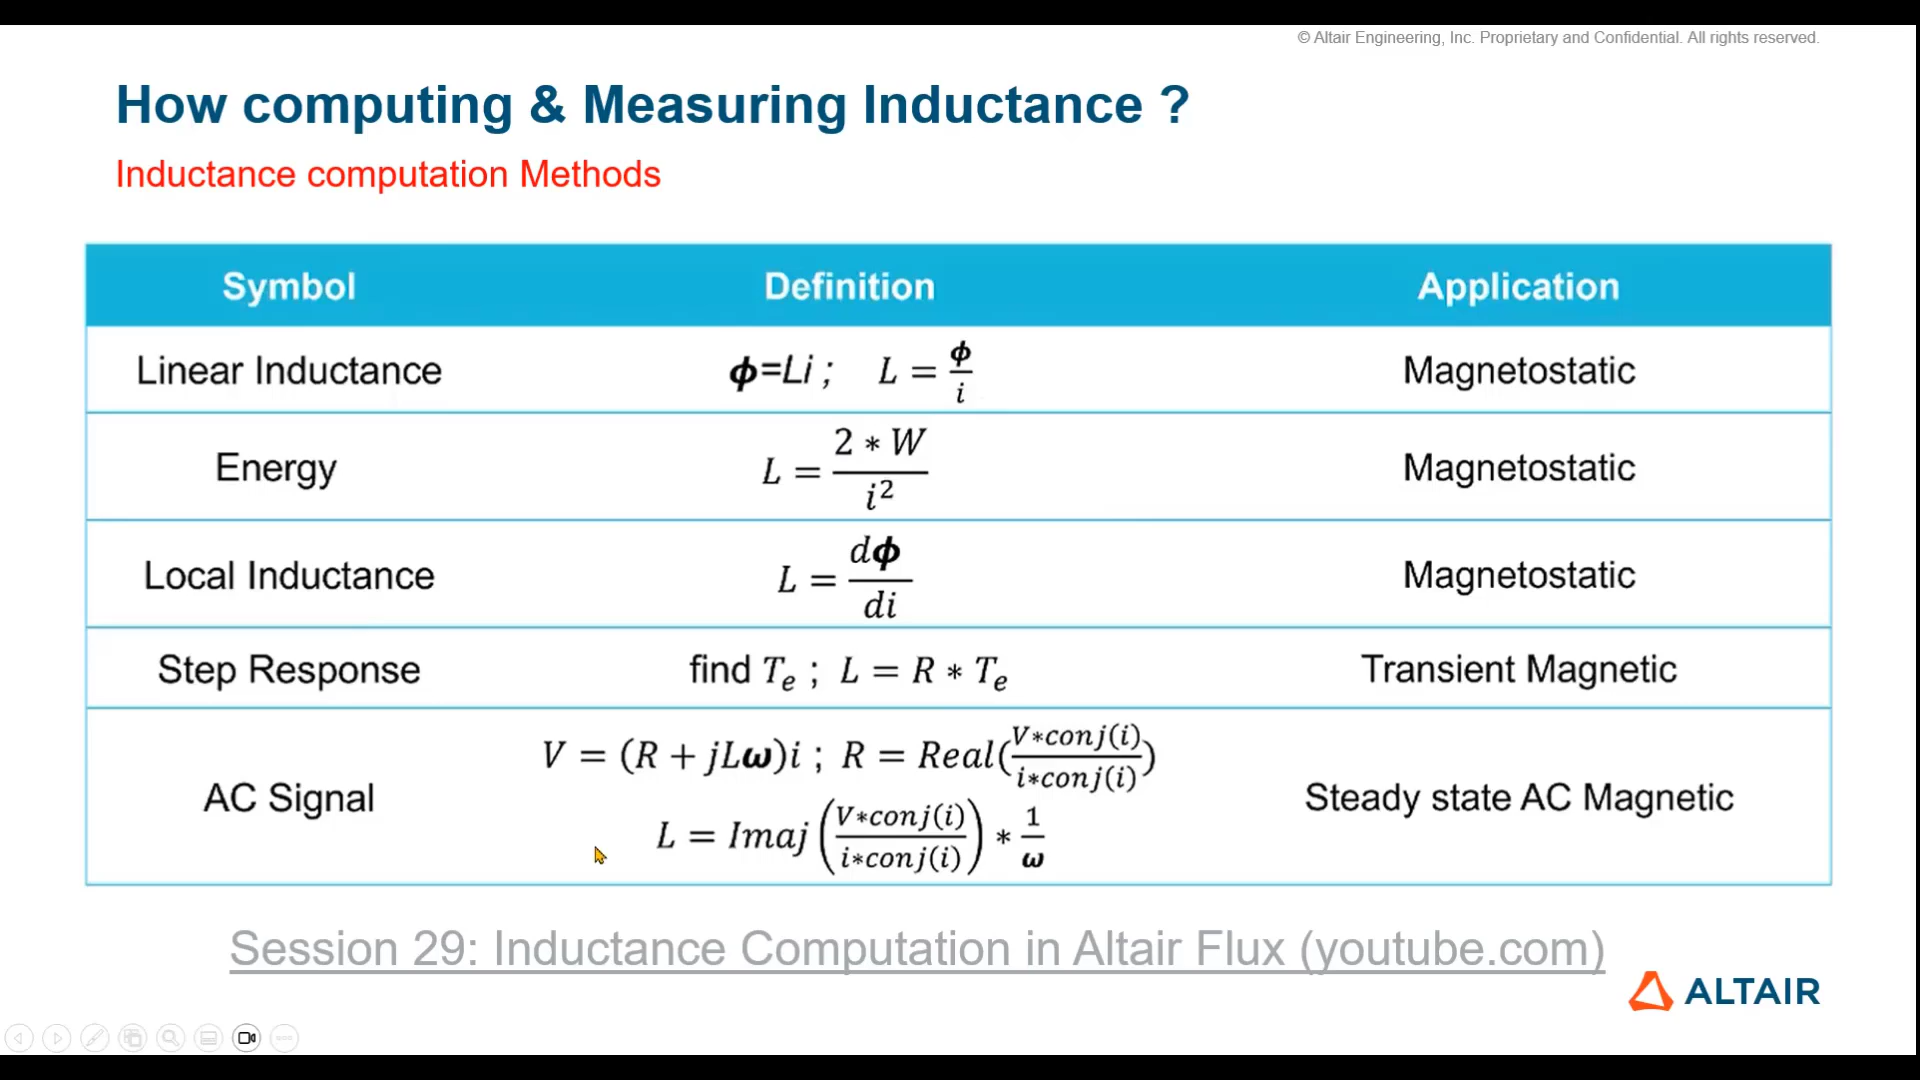 © Altair Engineering, Inc. Proprietary and Confidential. All rights reserved.
How computing & Measuring Inductance ?
Inductance computation Methods
Symbol Definition Application
Linear Inductance ϕ=Li ; L = ϕ/i Magnetostatic
Energy L = 2 * W / i² Magnetostatic
Local Inductance L = dϕ/di Magnetostatic
Step Response find Tₑ ; L = R * Tₑ Transient Magnetic
AC Signal V = (R + jLω)i ; R = Real(V*conj(i) / i*conj(i)) Steady state AC Magnetic
L = Imaj (V*conj(i) / i*conj(i)) * 1/ω
Session 29: Inductance Computation in Altair Flux (youtube.com)
ALTAIR